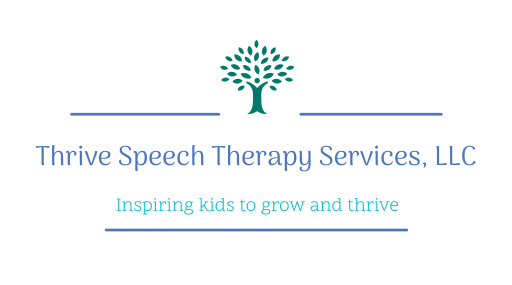 Thrive Speech Therapy Services, LLC
Inspiring kids to grow and thrive